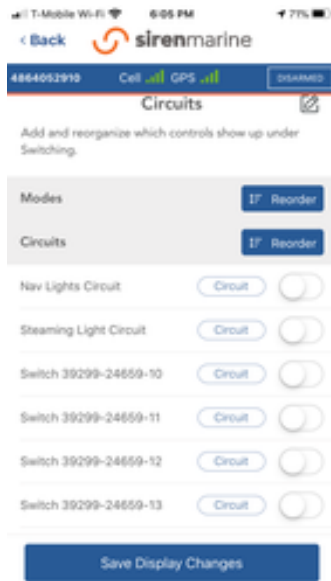 T-Mobile Wi-Fi 6:05 PM 71%
< Back sirenmarine
4864052910 Cell GPS DISARMED
Circuits
Add and reorganize which controls show up under
Switching.
Modes Reorder
Circuits Reorder
Nav Lights Circuit Circuit
Steaming Light Circuit Circuit
Switch 39299-24659-10 Circuit
Switch 39299-24659-11 Circuit
Switch 39299-24659-12 Circuit
Switch 39299-24659-13 Circuit
Save Display Changes